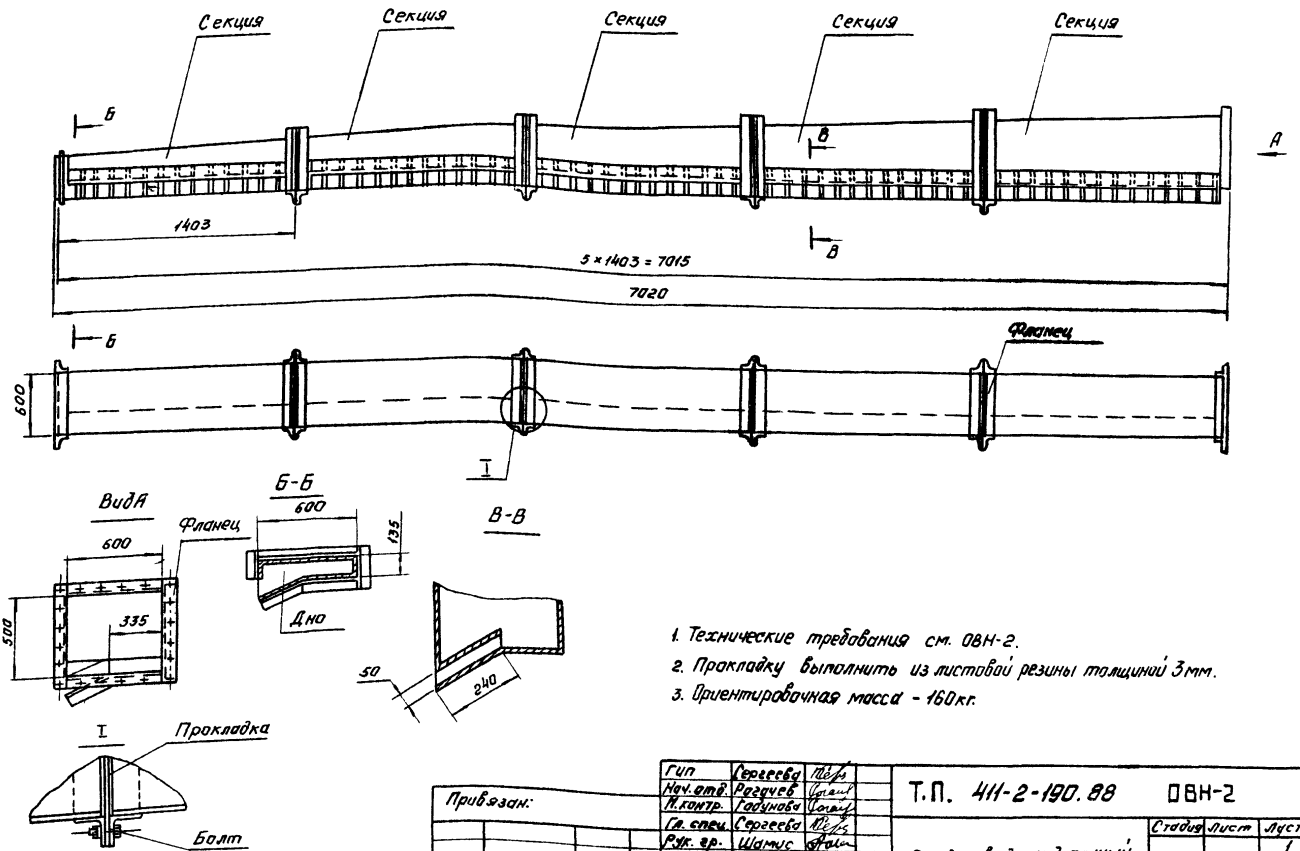 Секция
Секция
Секция
Секция
Секция
Б
В
А
1403
В
5 × 1403 = 7015
7020
Б
Фланец
600
I
Вид А
Фланец
600
500
335
Б-Б
600
135
Дно
В-В
50
240
I
Прокладка
Болт
1. Технические требования см. ОВН-2.
2. Прокладку выполнить из листовой резины толщиной 3мм.
3. Ориентировочная масса - 160кг.
Привязан:
Гип Сергеева
Нач. отд. Рагачев
Н. контр. Годунова
Гл. спец. Сергеева
Рук. гр. Шамис
Т.П. 411-2-190.88 ОВН-2
Стадия Лист Лист
1